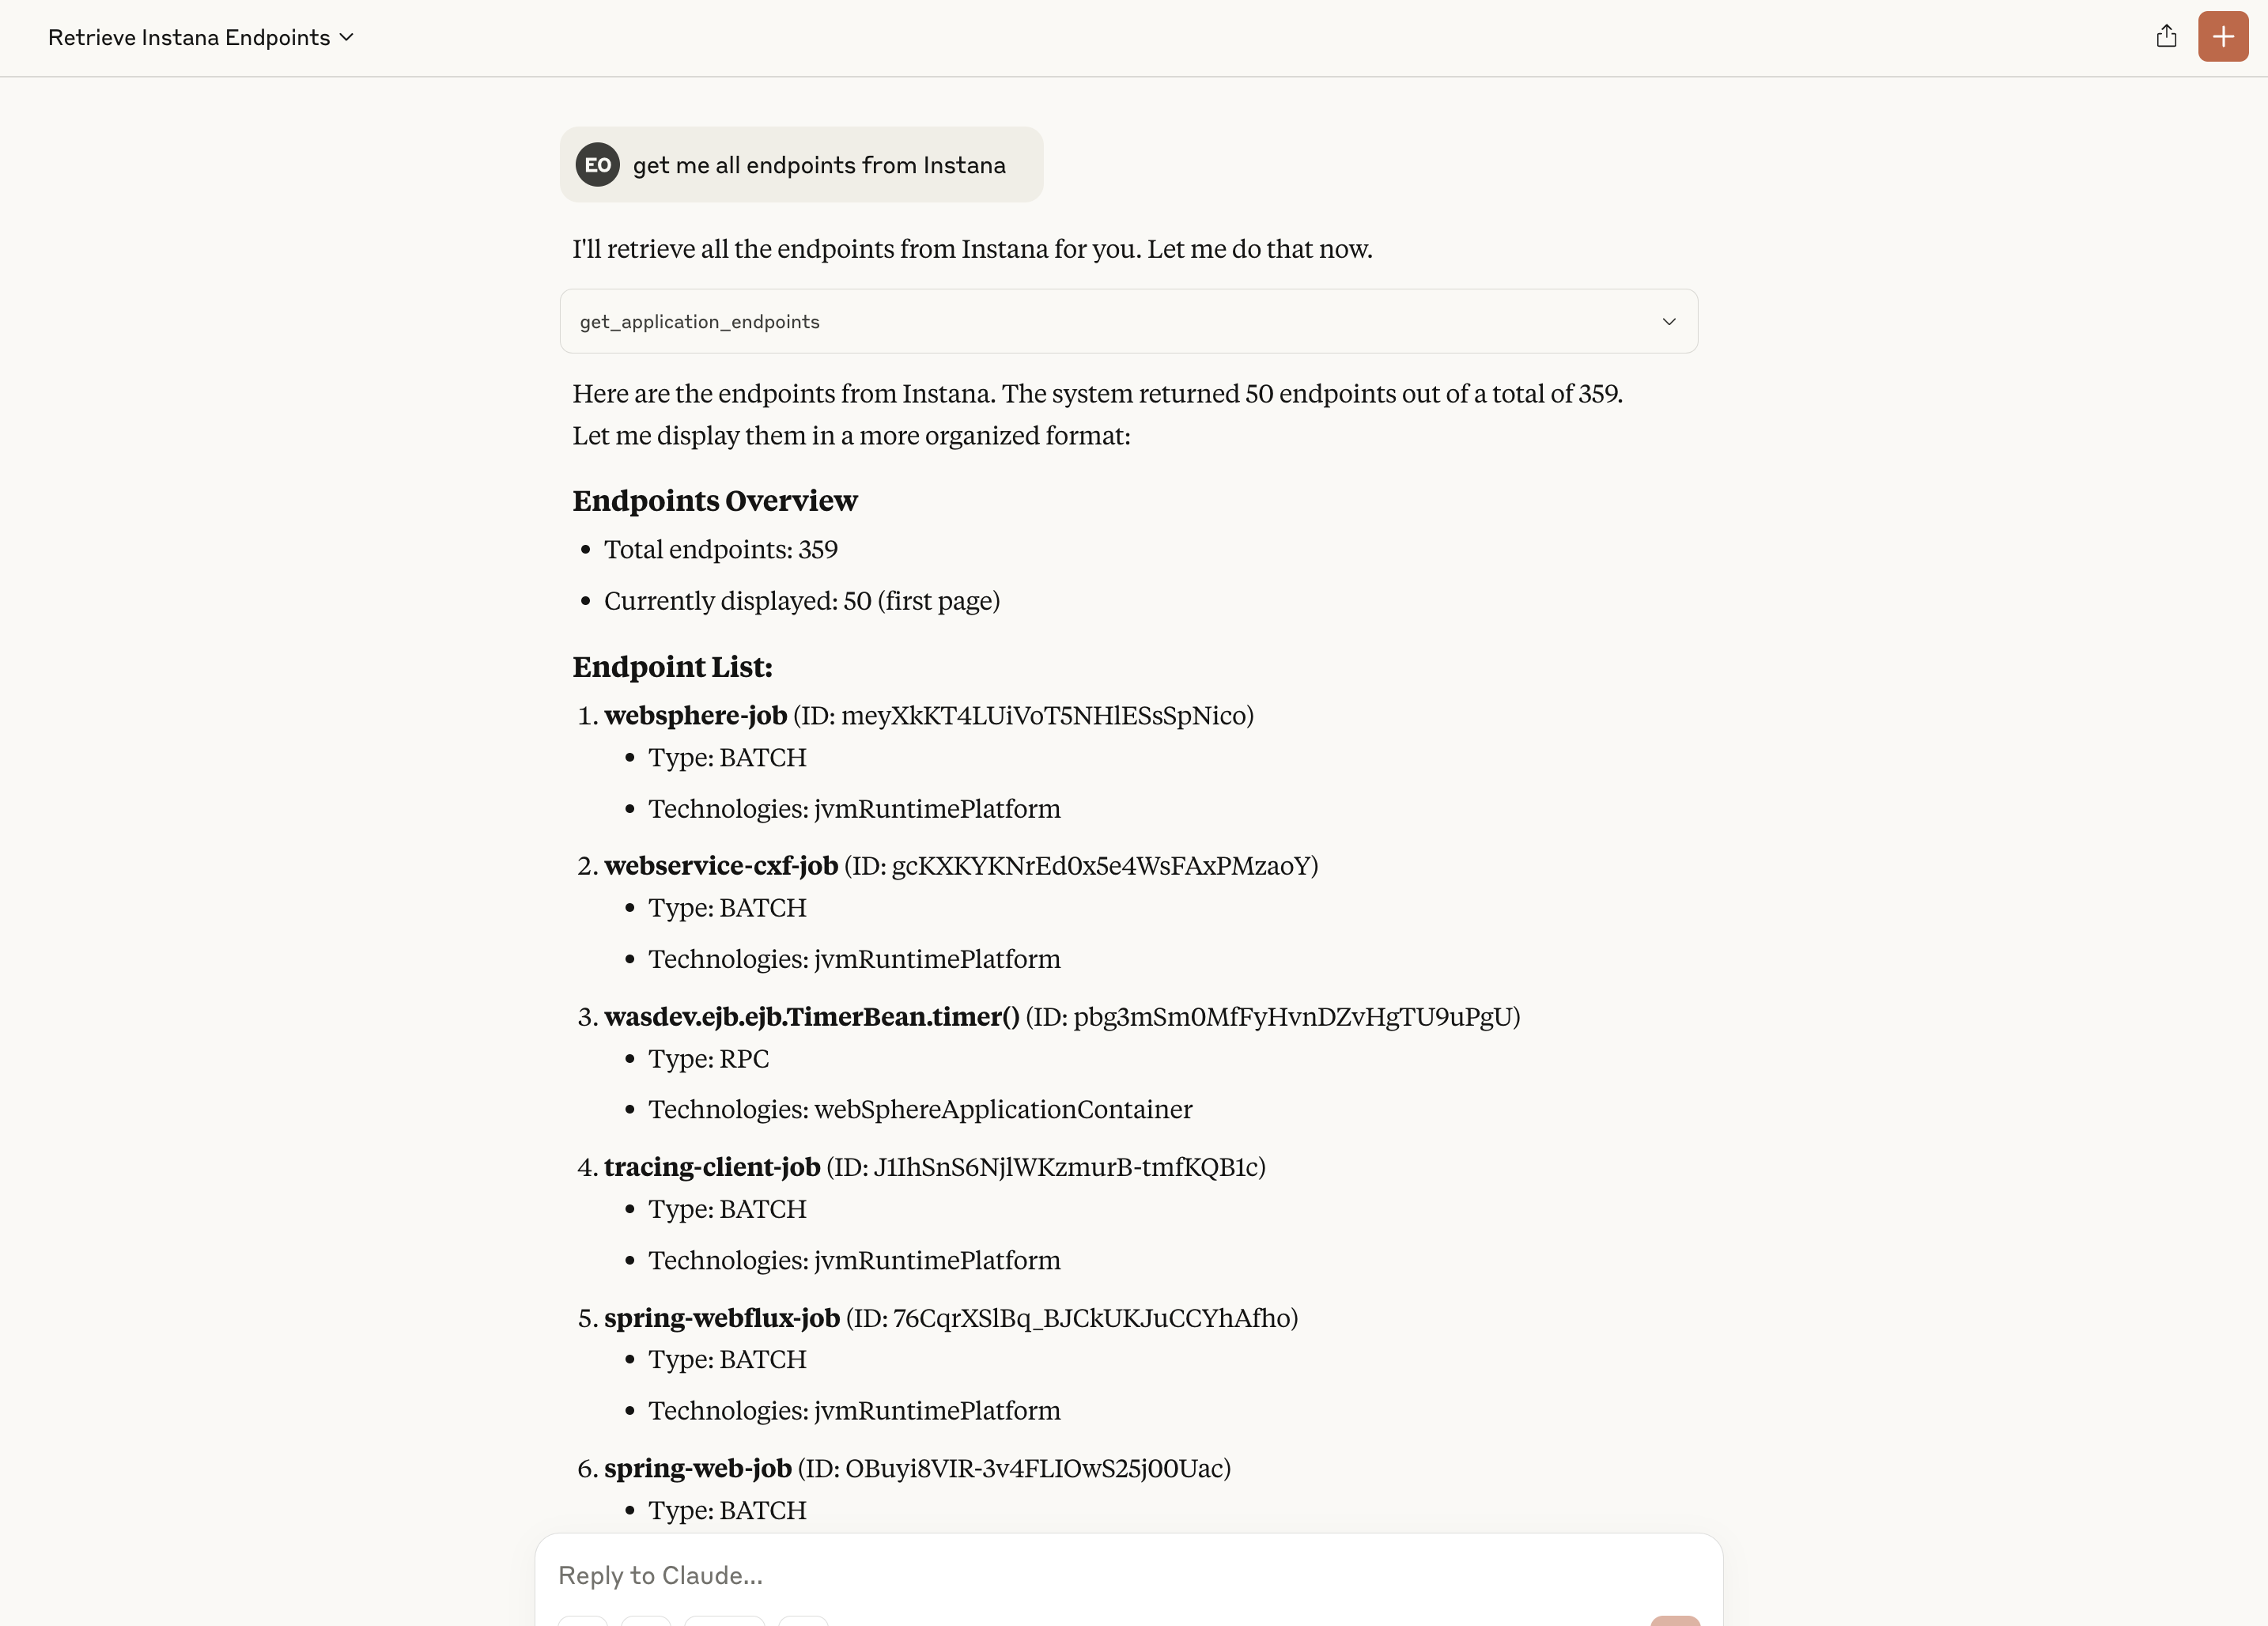 Retrieve Instana Endpoints
EO get me all endpoints from Instana
I'll retrieve all the endpoints from Instana for you. Let me do that now.
get_application_endpoints
Here are the endpoints from Instana. The system returned 50 endpoints out of a total of 359.
Let me display them in a more organized format:
Endpoints Overview
• Total endpoints: 359
• Currently displayed: 50 (first page)
Endpoint List:
1. websphere-job (ID: meyXkKT4LUiVoT5NHlESsSpNico)
• Type: BATCH
• Technologies: jvmRuntimePlatform
2. webservice-cxf-job (ID: gcKXKYKNrEd0x5e4WsFAxPMzaoY)
• Type: BATCH
• Technologies: jvmRuntimePlatform
3. wasdev.ejb.ejb.TimerBean.timer() (ID: pbg3mSm0MfFyHvnDZvHgTU9uPgU)
• Type: RPC
• Technologies: webSphereApplicationContainer
4. tracing-client-job (ID: J1IhSnS6NjlWKzmurB-tmfKQB1c)
• Type: BATCH
• Technologies: jvmRuntimePlatform
5. spring-webflux-job (ID: 76CqrXSlBq_BJCkUKJuCCYhAfho)
• Type: BATCH
• Technologies: jvmRuntimePlatform
6. spring-web-job (ID: OBuyi8VIR-3v4FLIOwS25j00Uac)
• Type: BATCH
Reply to Claude...